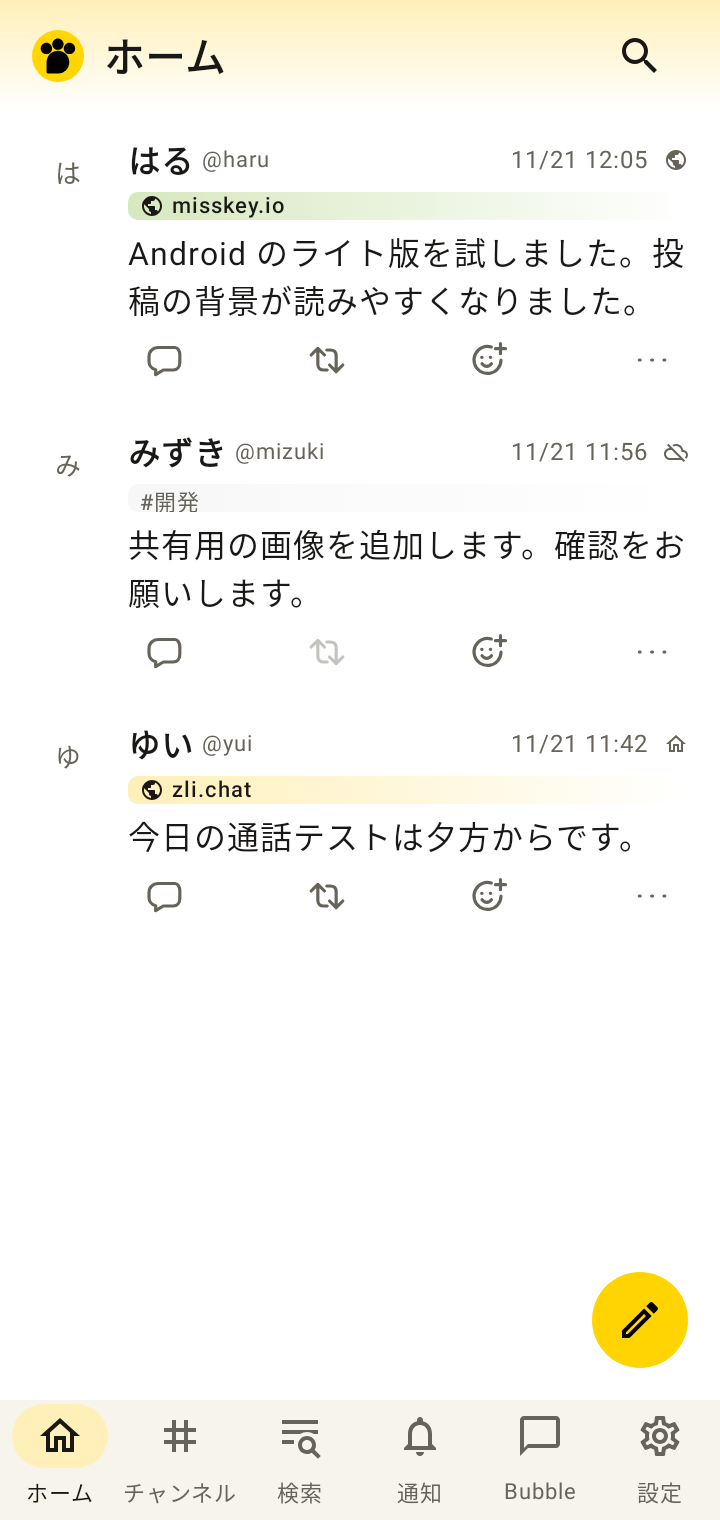 ホーム
は
はる @haru 11/21 12:05
misskey.io
Android のライト版を試しました。投
稿の背景が読みやすくなりました。
み
みずき @mizuki 11/21 11:56
#開発
共有用の画像を追加します。確認をお
願いします。
ゆ
ゆい @yui 11/21 11:42
zli.chat
今日の通話テストは夕方からです。
ホーム チャンネル 検索 通知 Bubble 設定